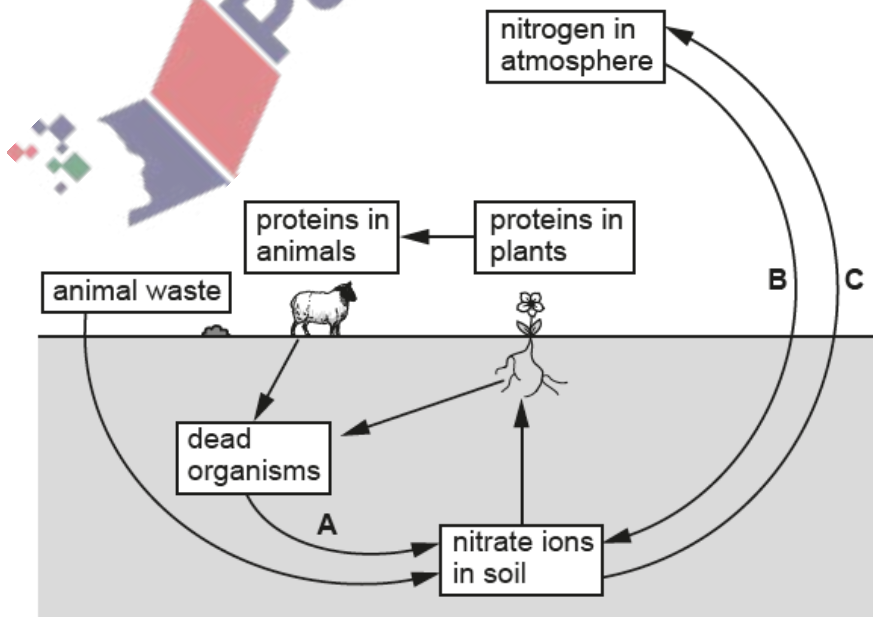 nitrogen in
atmosphere
proteins in
animals
proteins in
plants
animal waste
B
C
dead
organisms
A
nitrate ions
in soil